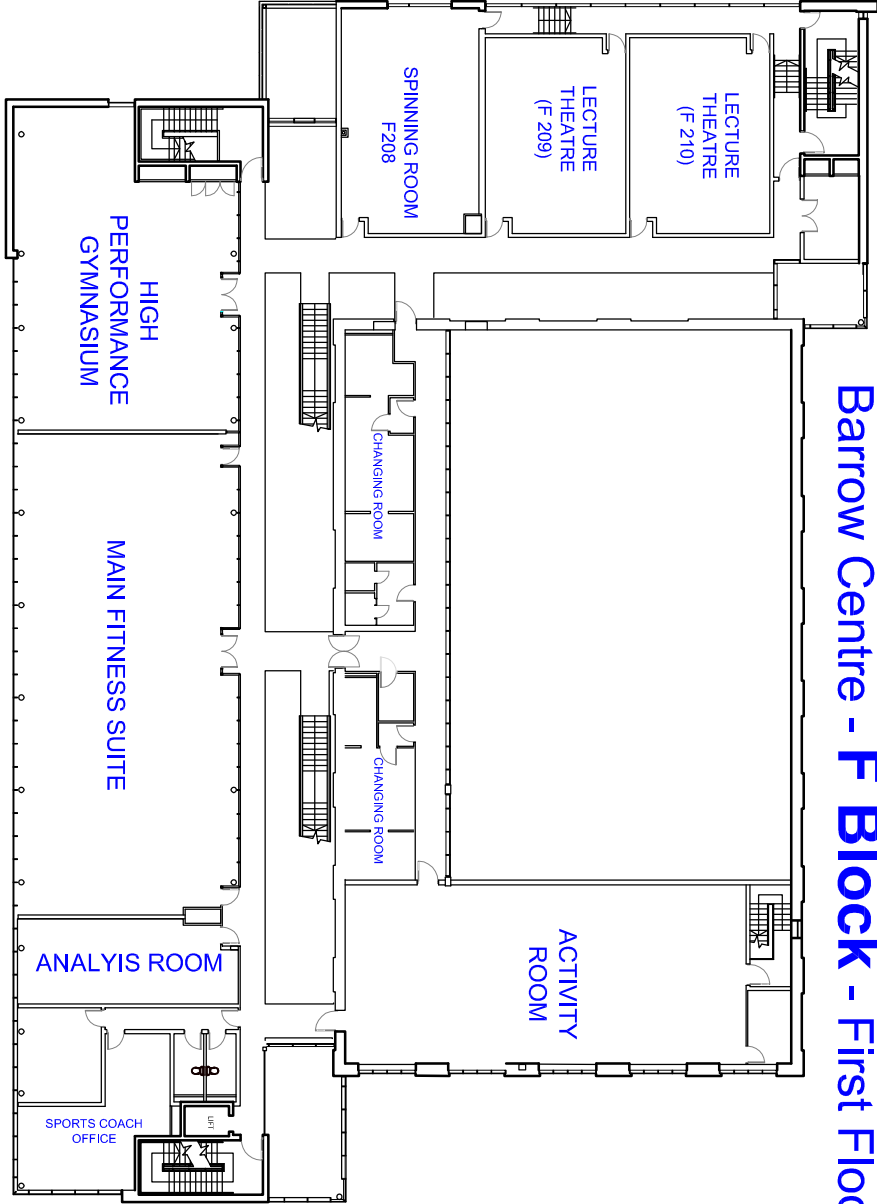 Barrow Centre - F Block - First Floo
LECTURE
THEATRE
(F 210)
LECTURE
THEATRE
(F 209)
SPINNING ROOM
F208
HIGH
PERFORMANCE
GYMNASIUM
CHANGING ROOM
MAIN FITNESS SUITE
CHANGING ROOM
ACTIVITY
ROOM
ANALYIS ROOM
SPORTS COACH
OFFICE
LIFT